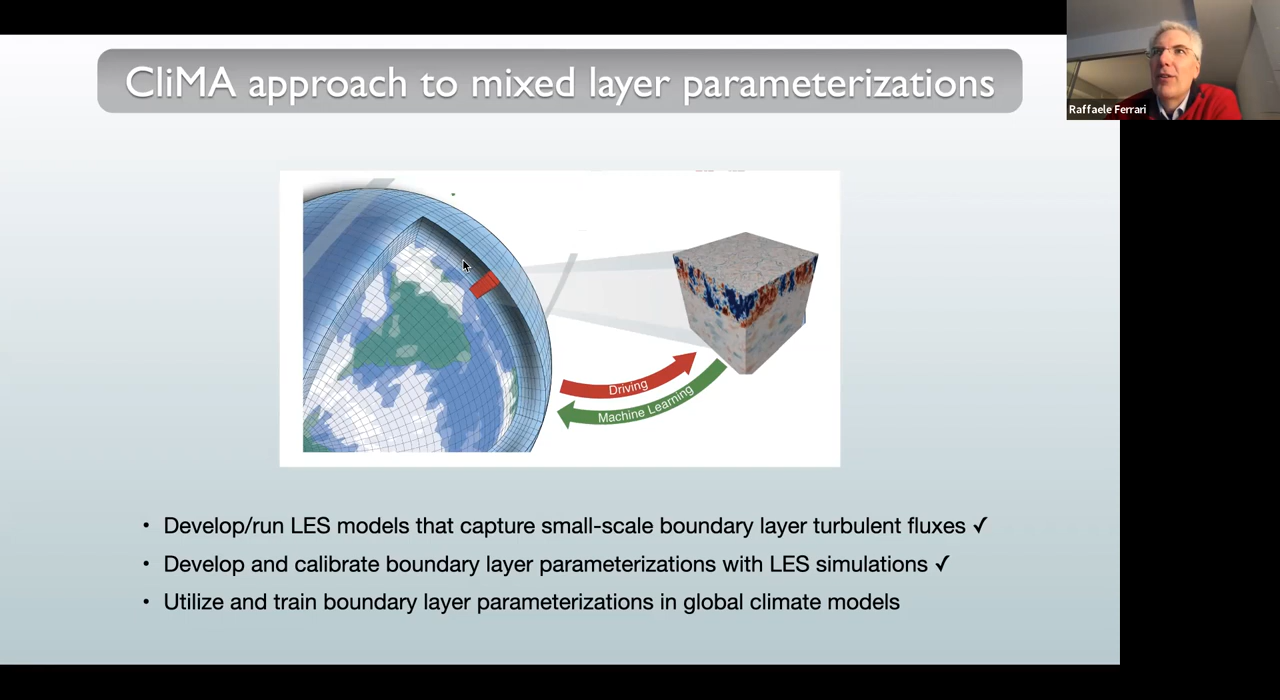 CliMA approach to mixed layer parameterizations
Raffaele Ferrari
Driving
Machine Learning
• Develop/run LES models that capture small-scale boundary layer turbulent fluxes ✓
• Develop and calibrate boundary layer parameterizations with LES simulations ✓
• Utilize and train boundary layer parameterizations in global climate models